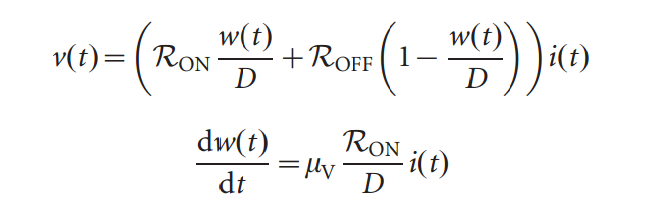 v(t) = (ℛ_ON w(t)/D + ℛ_OFF (1 − w(t)/D)) i(t)
dw(t)/dt = μ_V ℛ_ON/D i(t)